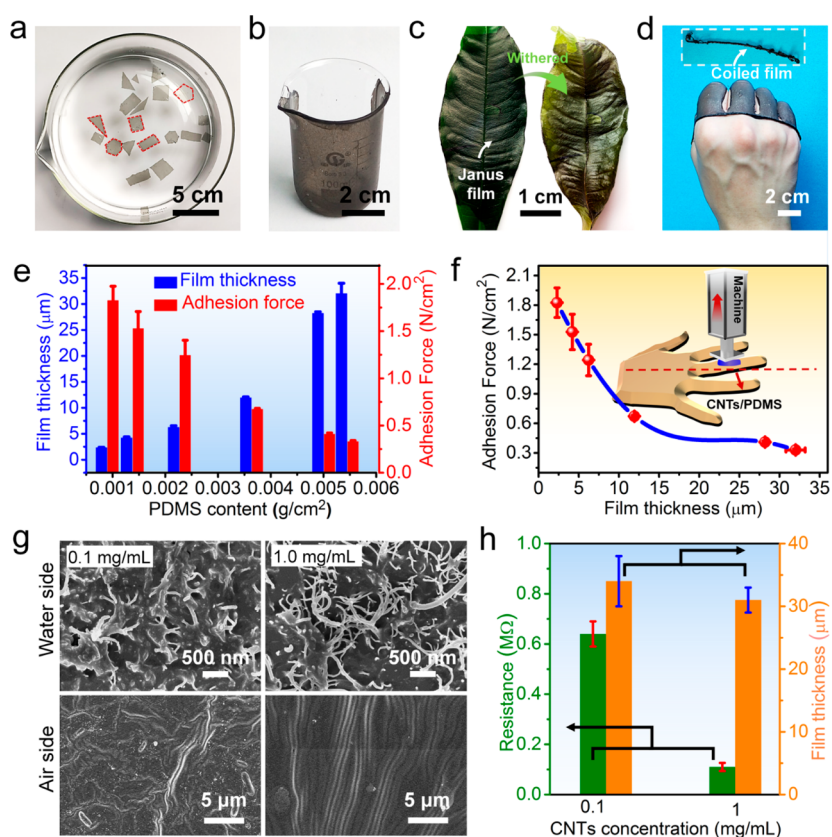 a
5 cm
b
2 cm
c
Withered
Janus
film
1 cm
d
Coiled film
2 cm
e
Film thickness
Adhesion force
35
30
25
20
15
10
5
0
Film thickness (μm)
2.0
1.5
1.0
0.5
0.0
Adhesion Force (N/cm²)
0.001
0.002
0.003
0.004
0.005
0.006
PDMS content (g/cm²)
f
Machine
CNTs/PDMS
2.1
1.8
1.5
1.2
0.9
0.6
0.3
Adhesion Force (N/cm²)
0
5
10
15
20
25
30
35
Film thickness (μm)
g
0.1 mg/mL
1.0 mg/mL
Water side
500 nm
500 nm
Air side
5 μm
5 μm
h
1.0
0.8
0.6
0.4
0.2
0.0
Resistance (MΩ)
40
30
20
10
0
Film thickness (μm)
0.1
1
CNTs concentration (mg/mL)